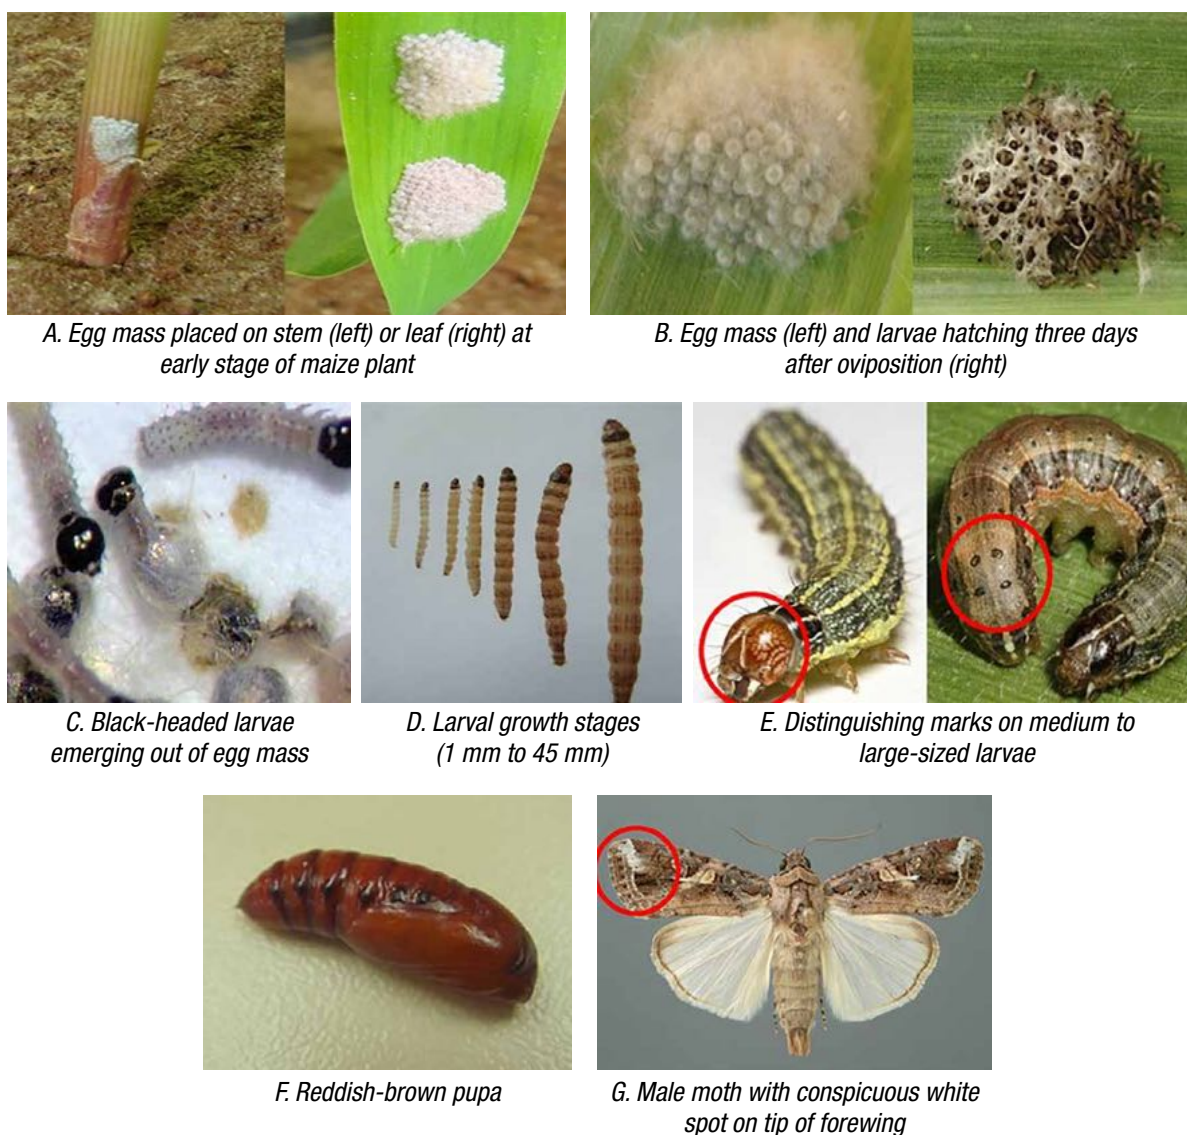 A. Egg mass placed on stem (left) or leaf (right) at
early stage of maize plant
B. Egg mass (left) and larvae hatching three days
after oviposition (right)
C. Black-headed larvae
emerging out of egg mass
D. Larval growth stages
(1 mm to 45 mm)
E. Distinguishing marks on medium to
large-sized larvae
F. Reddish-brown pupa
G. Male moth with conspicuous white
spot on tip of forewing